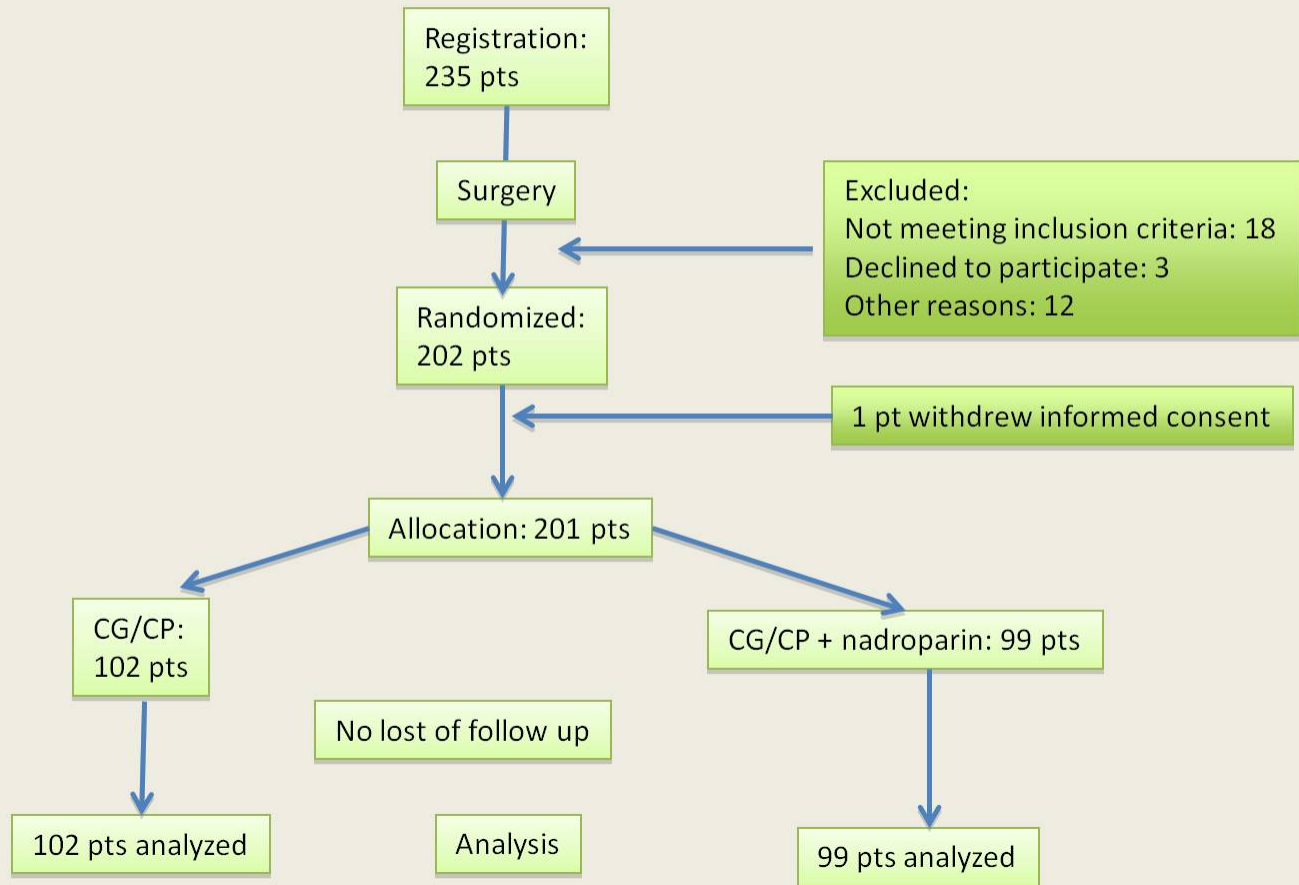 Registration:
235 pts
Surgery
Excluded:
Not meeting inclusion criteria: 18
Declined to participate: 3
Other reasons: 12
Randomized:
202 pts
1 pt withdrew informed consent
Allocation: 201 pts
CG/CP:
102 pts
CG/CP + nadroparin: 99 pts
No lost of follow up
102 pts analyzed
Analysis
99 pts analyzed